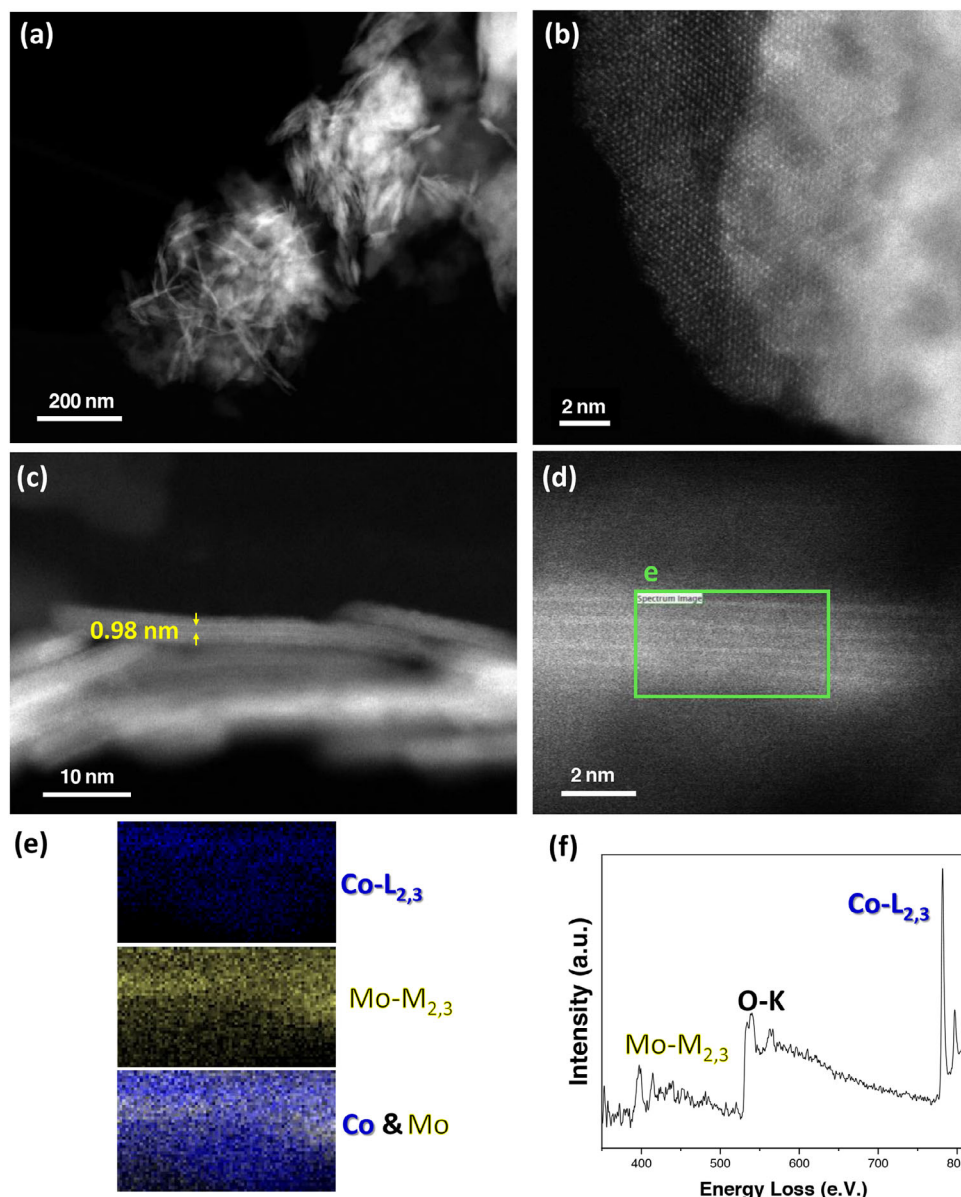 (a)
200 nm
(b)
2 nm
(c)
0.98 nm
10 nm
(d)
e
Spectrum Image
2 nm
(e)
Co-L2,3
Mo-M2,3
Co & Mo
(f)
Intensity (a.u.)
Mo-M2,3
O-K
Co-L2,3
400
500
600
700
Energy Loss (e.V.)